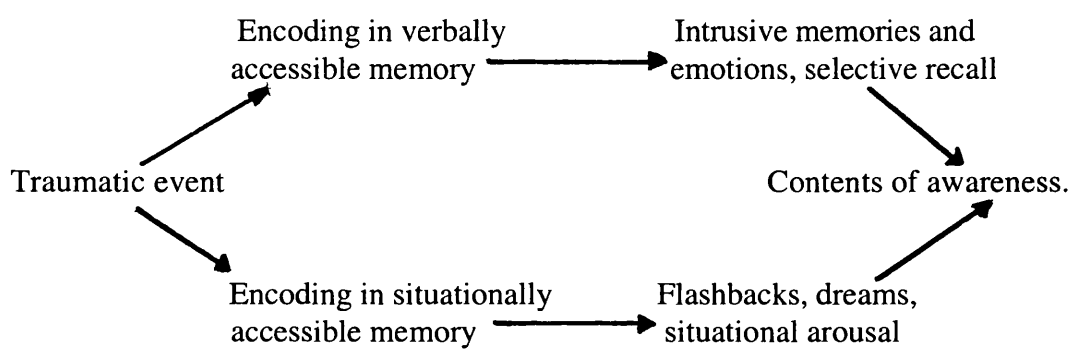 Encoding in verbally
accessible memory
Intrusive memories and
emotions, selective recall
Traumatic event
Contents of awareness.
Encoding in situationally
accessible memory
Flashbacks, dreams,
situational arousal